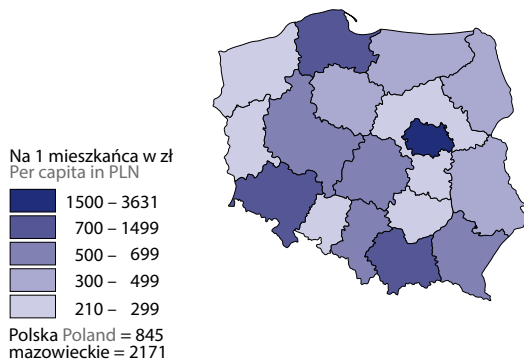 Na 1 mieszkańca w zł
Per capita in PLN
1500 – 3631
700 – 1499
500 – 699
300 – 499
210 – 299
Polska Poland = 845
mazowieckie = 2171